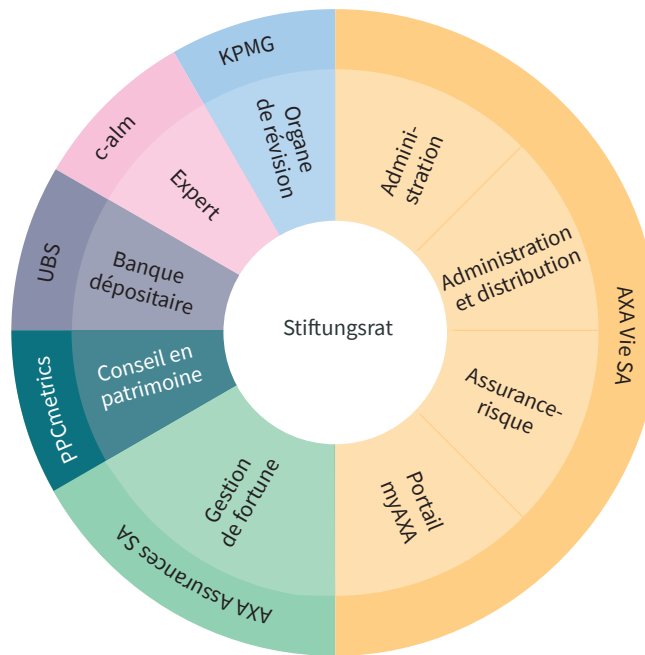 KPMG
Organe
de révision
Admini-
stration
c-alm
Expert
Administration
et distribution
AXA Vie SA
UBS
Banque
dépositaire
Stiftungsrat
PPCmetrics
Conseil en
patrimoine
Assurance-
risque
Gestion
de fortune
Portail
myAXA
AXA Assurances SA